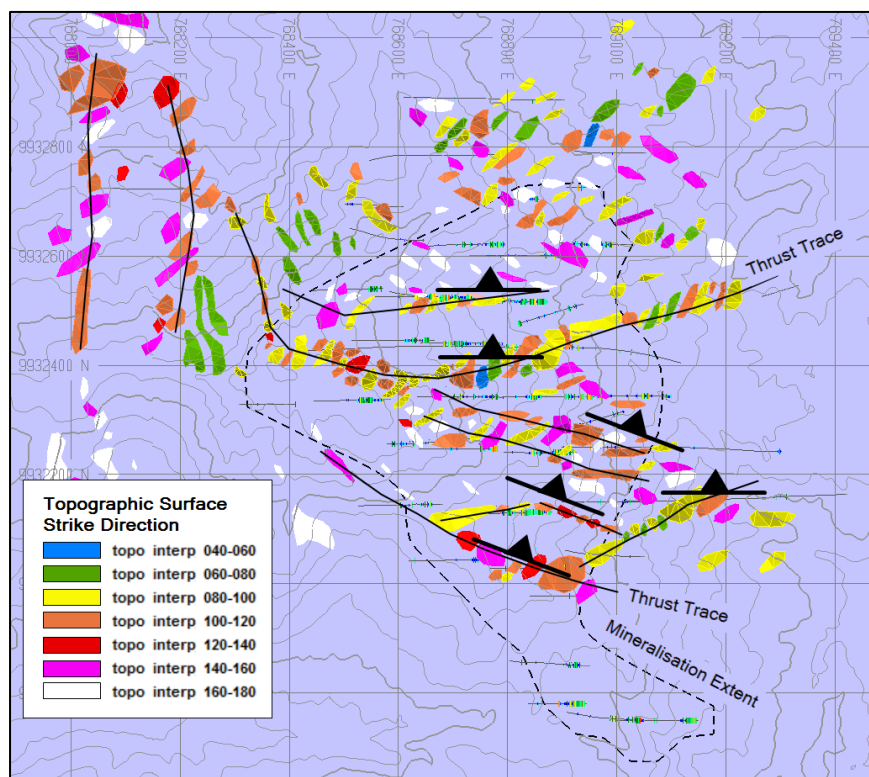 768200 E
768400 E
768600 E
768800 E
769000 E
769200 E
769400 E
9932800 N
9932600 N
9932400 N
9932200 N
Thrust Trace
Thrust Trace
Mineralisation Extent
Topographic Surface
Strike Direction
topo interp 040-060
topo interp 060-080
topo interp 080-100
topo interp 100-120
topo interp 120-140
topo interp 140-160
topo interp 160-180